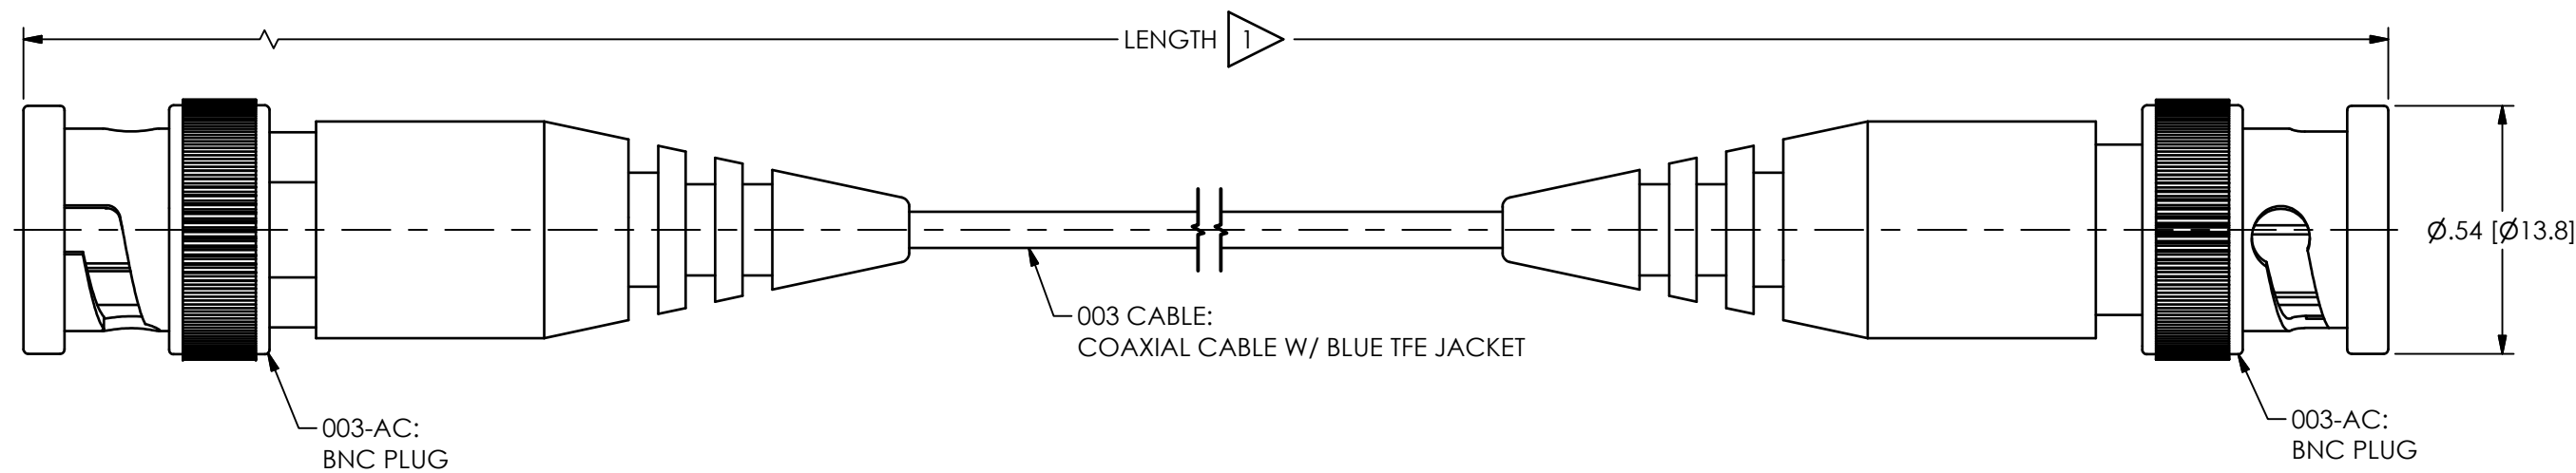 LENGTH 1
Ø.54 [Ø13.8]
003 CABLE:
COAXIAL CABLE W/ BLUE TFE JACKET
003-AC:
BNC PLUG
003-AC:
BNC PLUG